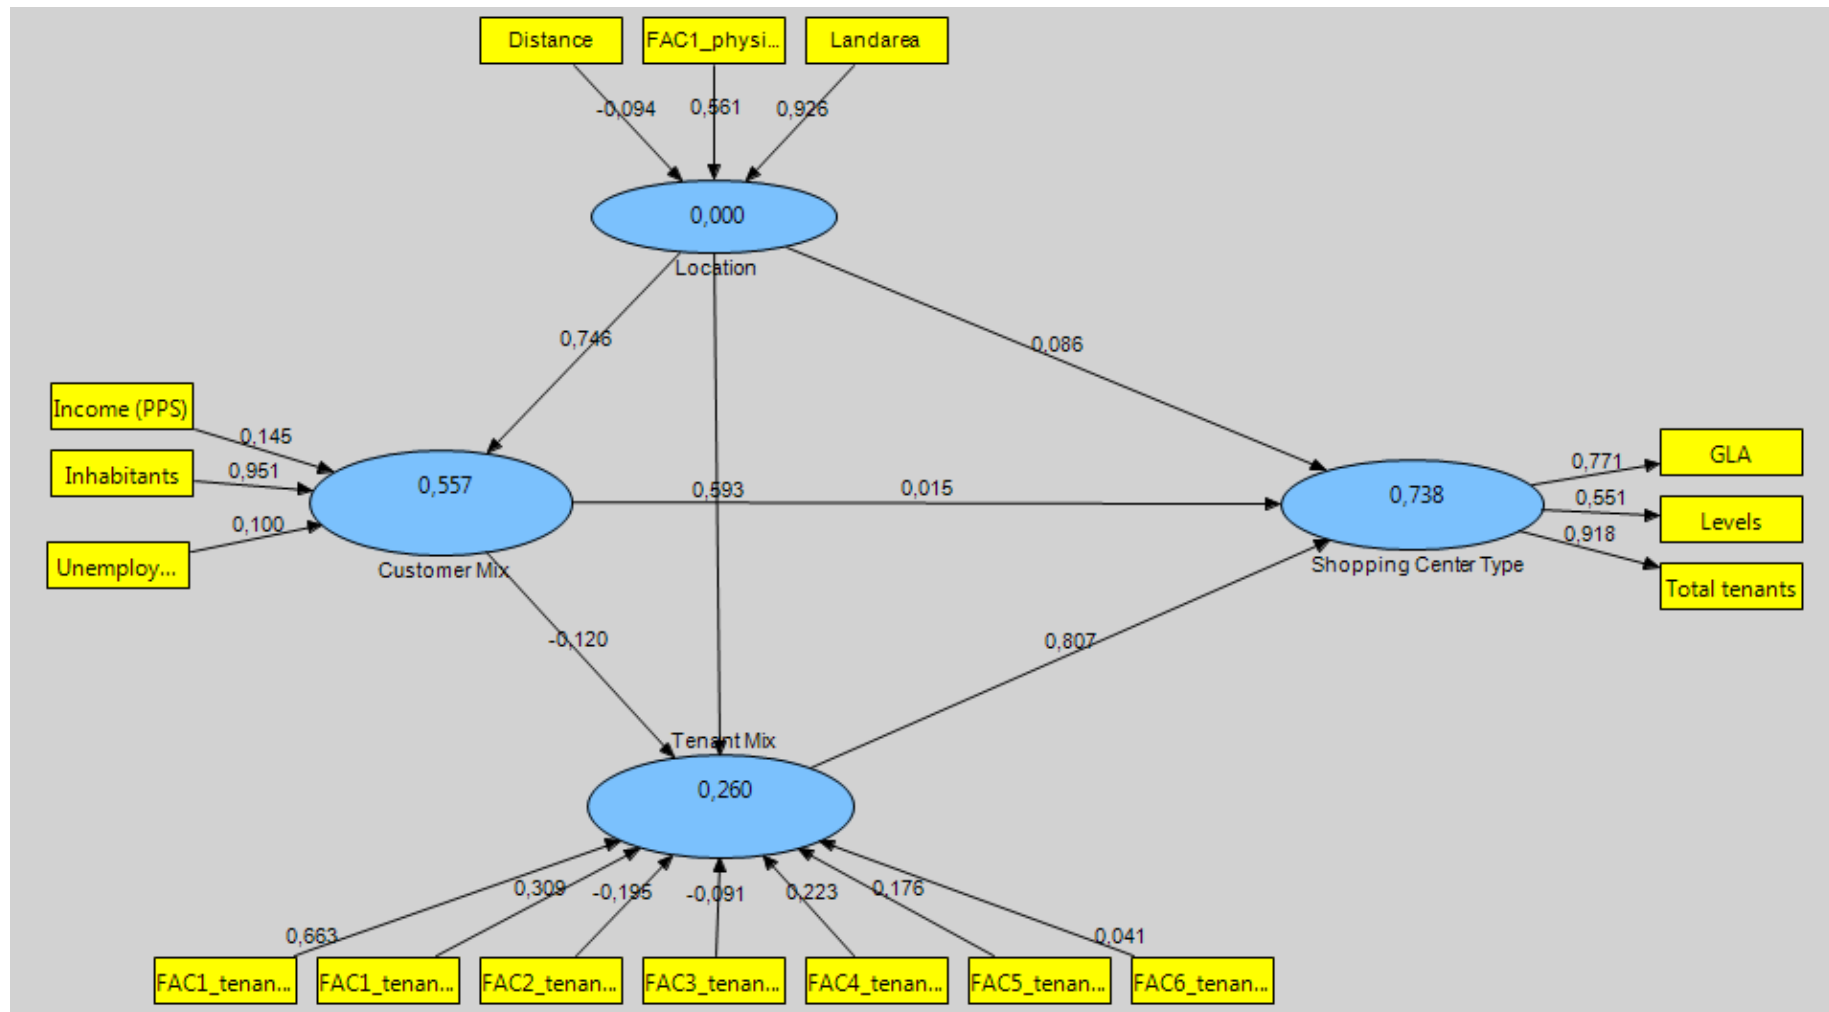 Distance
FAC1_physi...
Landarea
-0,094
0,561
0,926
0,000
Location
0,746
0,086
Income (PPS)
0,145
Inhabitants
0,951
Unemploy...
0,100
0,557
Customer Mix
0,593
0,015
0,738
Shopping Center Type
0,771
GLA
0,551
Levels
0,918
Total tenants
-0,120
0,807
Tenant Mix
0,260
0,663
0,309
-0,195
-0,091
0,223
0,176
0,041
FAC1_tenan...
FAC1_tenan...
FAC2_tenan...
FAC3_tenan...
FAC4_tenan...
FAC5_tenan...
FAC6_tenan...